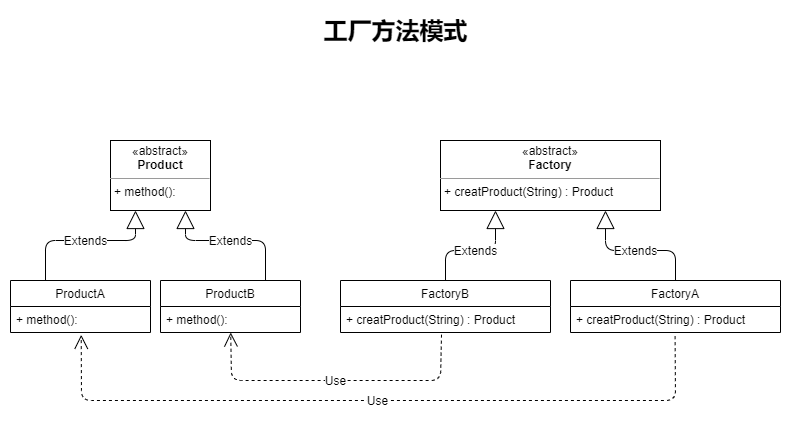 工厂方法模式
«abstract»
Product
+ method():
«abstract»
Factory
+ creatProduct(String) : Product
Extends
Extends
Extends
Extends
ProductA
+ method():
ProductB
+ method():
FactoryB
+ creatProduct(String) : Product
FactoryA
+ creatProduct(String) : Product
Use
Use